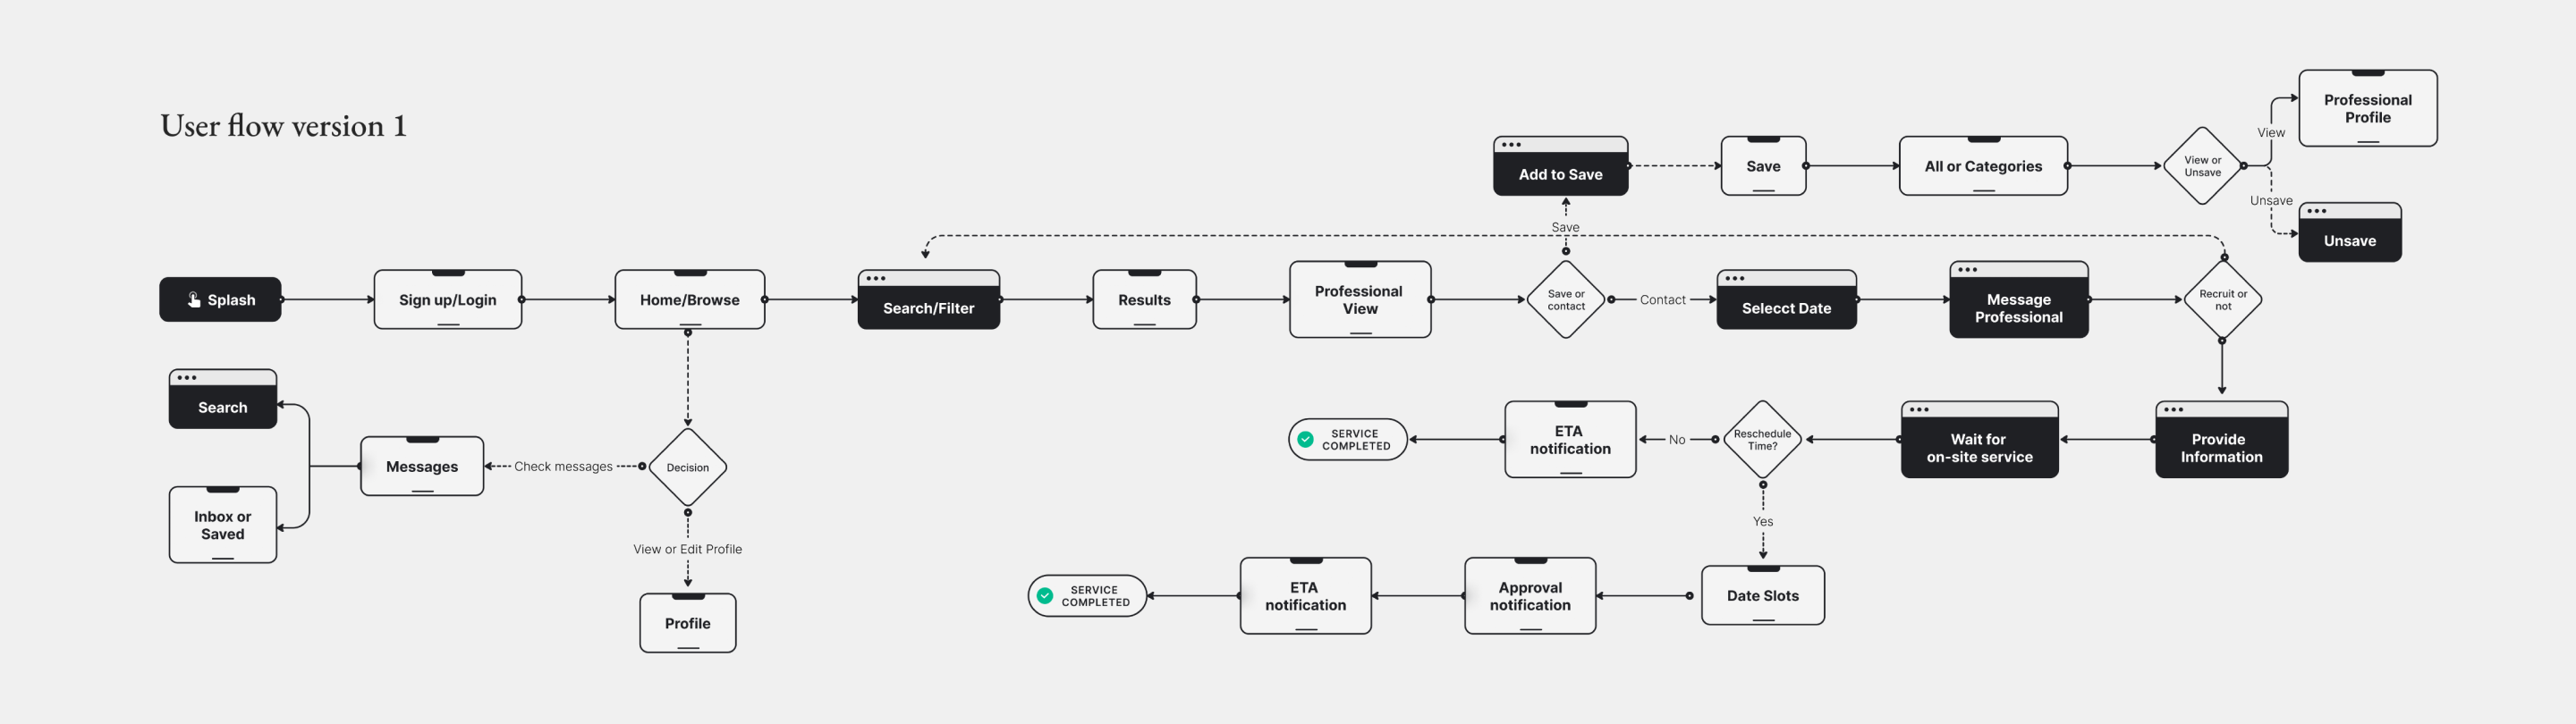 User flow version 1
Professional
Profile
View
Add to Save
Save
All or Categories
View or
Unsave
Unsave
Unsave
Save
Splash
Sign up/Login
Home/Browse
Search/Filter
Results
Professional
View
Save or
contact
Contact
Selecct Date
Message
Professional
Recruit or
not
Search
Messages
Check messages
Decision
Inbox or
Saved
View or Edit Profile
Profile
SERVICE
COMPLETED
ETA
notification
No
Reschedule
Time?
Wait for
on-site service
Provide
Information
Yes
SERVICE
COMPLETED
ETA
notification
Approval
notification
Date Slots